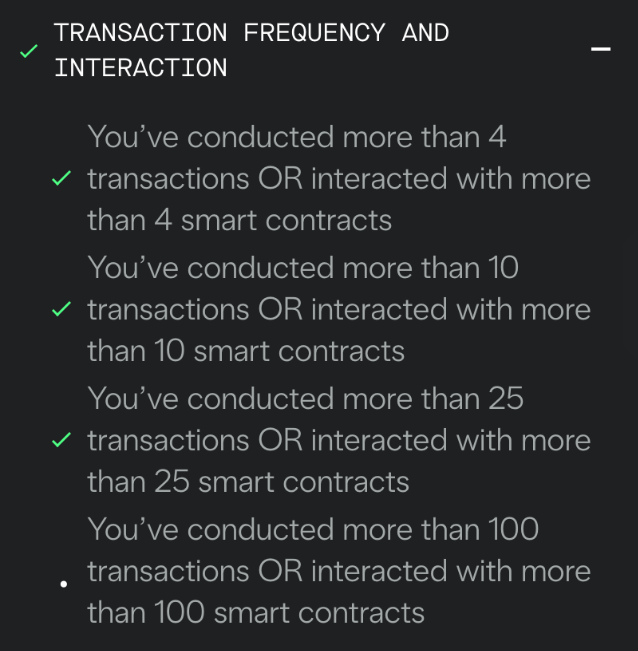 TRANSACTION FREQUENCY AND
INTERACTION
You’ve conducted more than 4
transactions OR interacted with more
than 4 smart contracts
You’ve conducted more than 10
transactions OR interacted with more
than 10 smart contracts
You’ve conducted more than 25
transactions OR interacted with more
than 25 smart contracts
You’ve conducted more than 100
transactions OR interacted with more
than 100 smart contracts